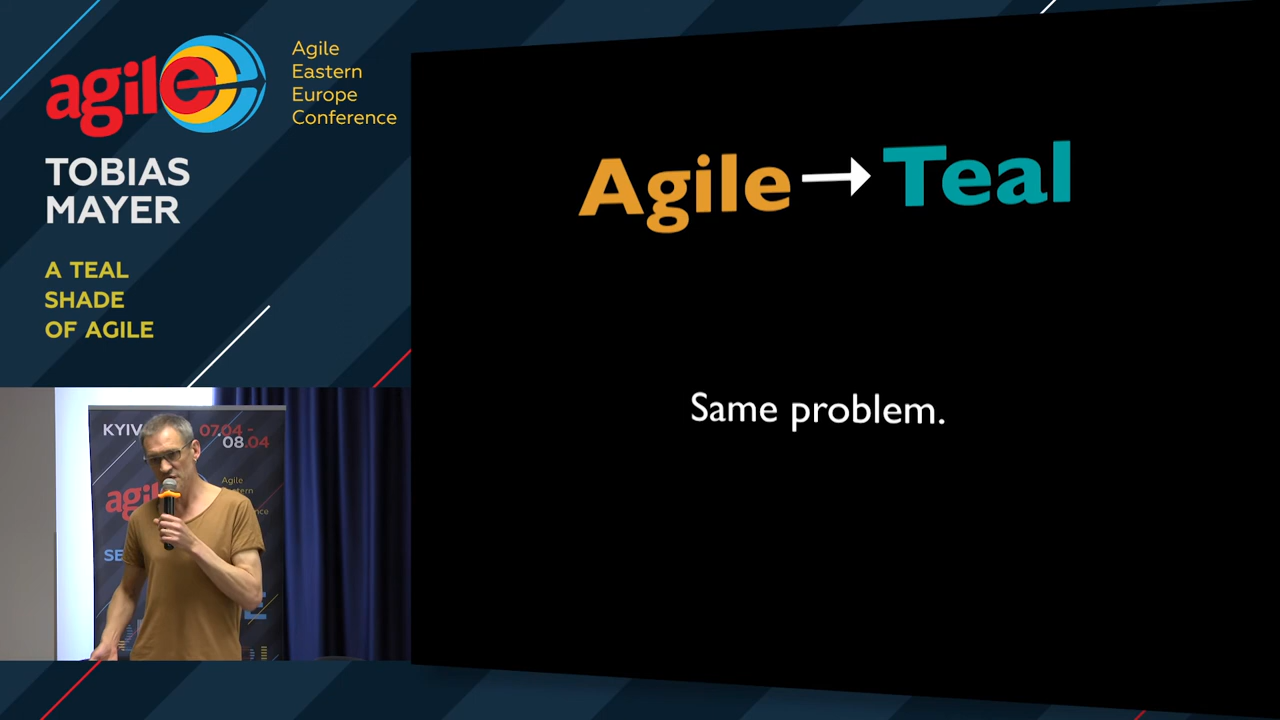 agile
Agile
Eastern
Europe
Conference
TOBIAS
MAYER
A TEAL
SHADE
OF AGILE
Agile → Teal
Same problem.
KYIV
07.04 -
08.04
Agile